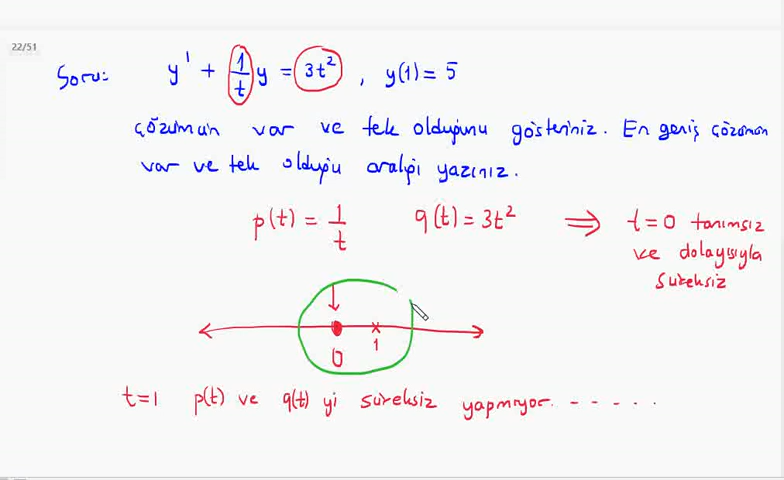 22/51
Soru: y' + 1/t y = 3t², y(1) = 5
çözümün var ve tek olduğunu gösteriniz. En geniş çözümün
var ve tek olduğu aralığı yazınız.
p(t) = 1/t q(t) = 3t² ⟹ t=0 tanımsız
ve dolayısıyla
süreksiz
0 1
t=1 p(t) ve q(t) yi süreksiz yapmıyor. - - - - -